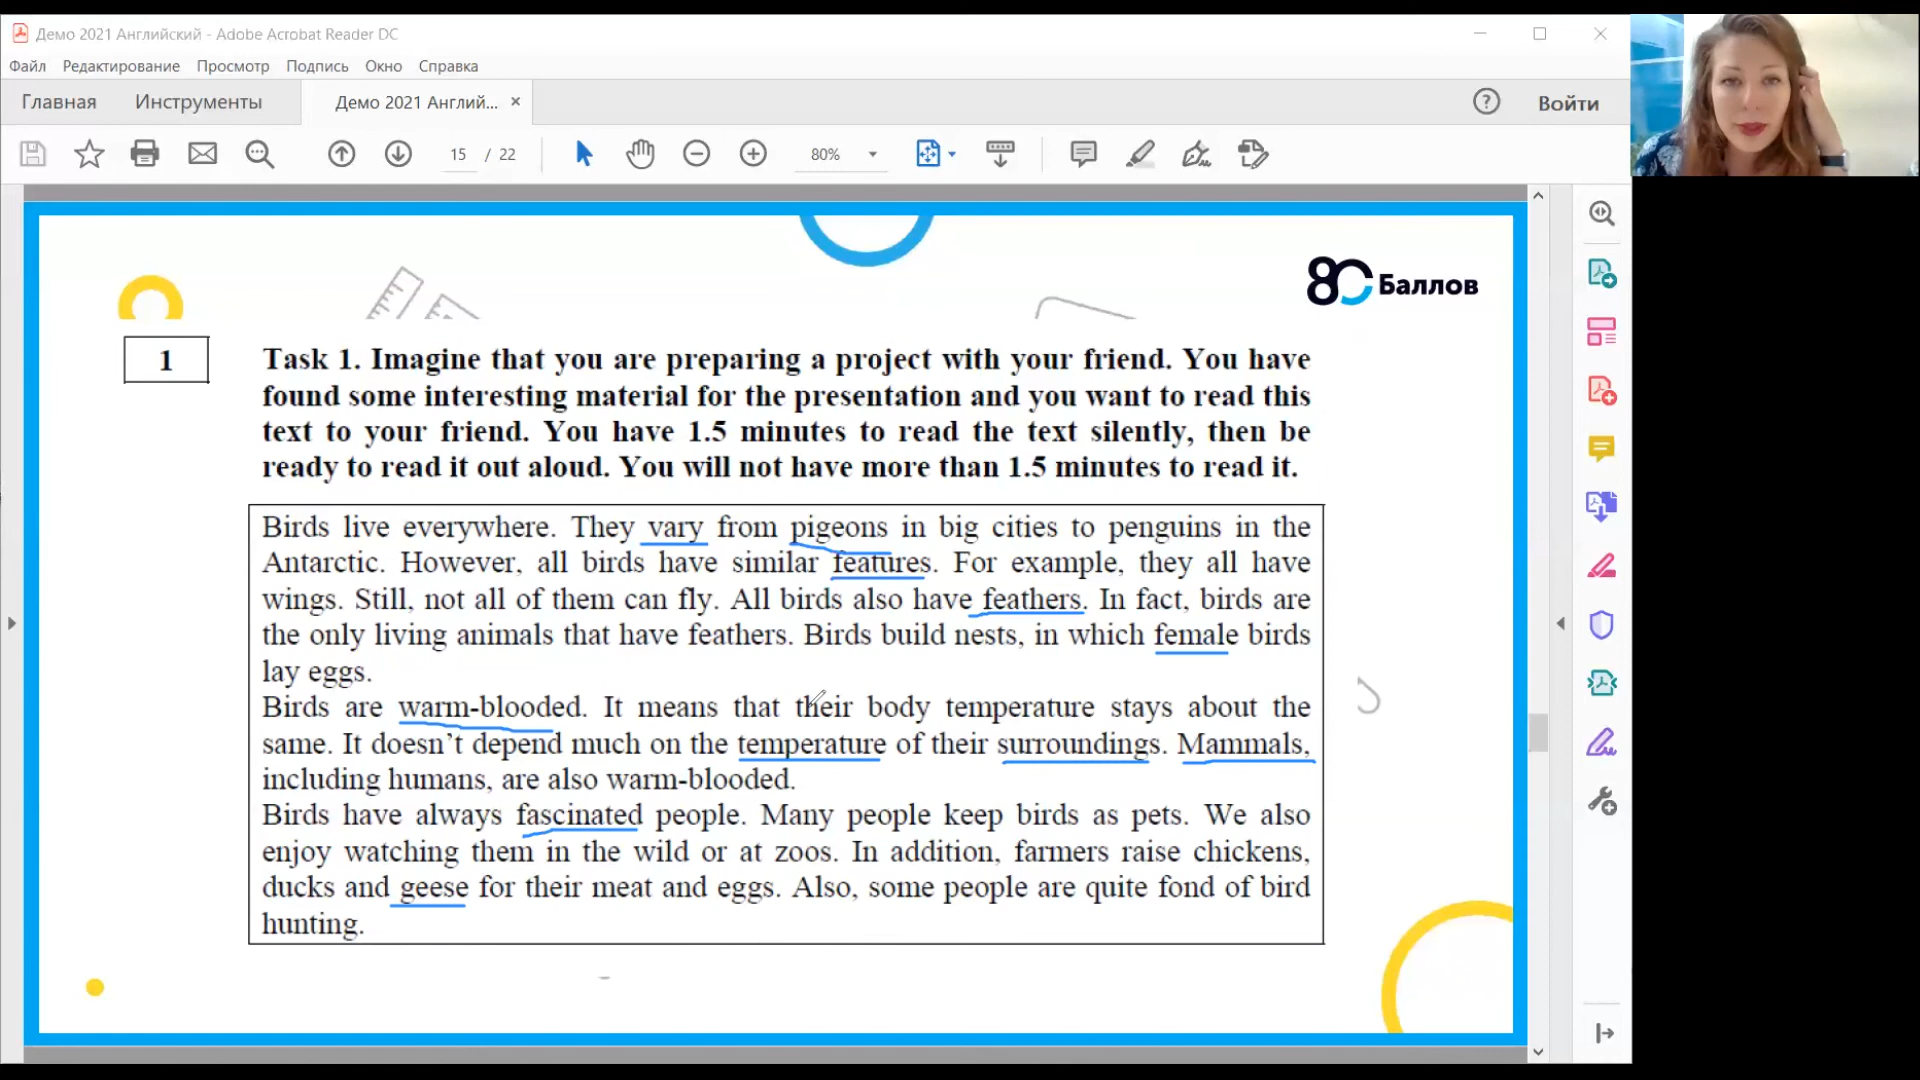 Демо 2021 Английский - Adobe Acrobat Reader DC
Файл Редактирование Просмотр Подпись Окно Справка
Главная Инструменты Демо 2021 Англий... × Войти
15 / 22 80%
80 Баллов
1
Task 1. Imagine that you are preparing a project with your friend. You have
found some interesting material for the presentation and you want to read this
text to your friend. You have 1.5 minutes to read the text silently, then be
ready to read it out aloud. You will not have more than 1.5 minutes to read it.
Birds live everywhere. They vary from pigeons in big cities to penguins in the
Antarctic. However, all birds have similar features. For example, they all have
wings. Still, not all of them can fly. All birds also have feathers. In fact, birds are
the only living animals that have feathers. Birds build nests, in which female birds
lay eggs.
Birds are warm-blooded. It means that their body temperature stays about the
same. It doesn’t depend much on the temperature of their surroundings. Mammals,
including humans, are also warm-blooded.
Birds have always fascinated people. Many people keep birds as pets. We also
enjoy watching them in the wild or at zoos. In addition, farmers raise chickens,
ducks and geese for their meat and eggs. Also, some people are quite fond of bird
hunting.